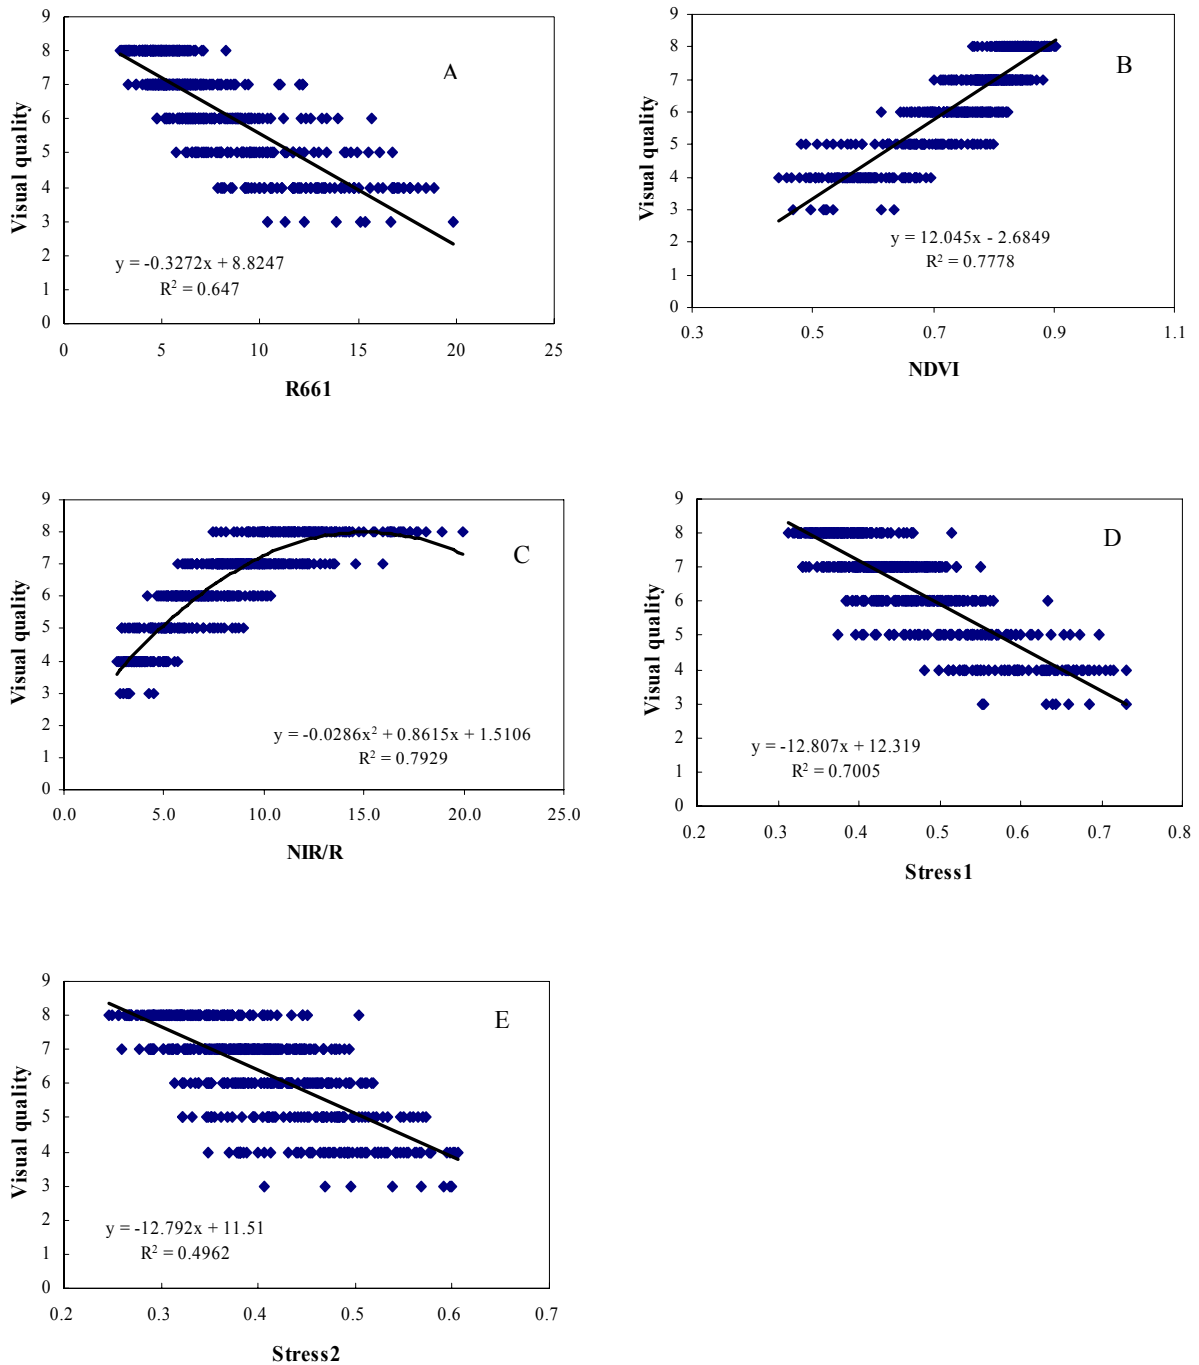 9
8
7
6
5
4
3
2
1
0
Visual quality
A
y = -0.3272x + 8.8247
R² = 0.647
0 5 10 15 20 25
R661
9
8
7
6
5
4
3
2
1
0
Visual quality
B
y = 12.045x - 2.6849
R² = 0.7778
0.3 0.5 0.7 0.9 1.1
NDVI
9
8
7
6
5
4
3
2
1
0
Visual quality
C
y = -0.0286x² + 0.8615x + 1.5106
R² = 0.7929
0.0 5.0 10.0 15.0 20.0 25.0
NIR/R
9
8
7
6
5
4
3
2
1
0
Visual quality
D
y = -12.807x + 12.319
R² = 0.7005
0.2 0.3 0.4 0.5 0.6 0.7 0.8
Stress1
9
8
7
6
5
4
3
2
1
0
Visual quality
E
y = -12.792x + 11.51
R² = 0.4962
0.2 0.3 0.4 0.5 0.6 0.7
Stress2